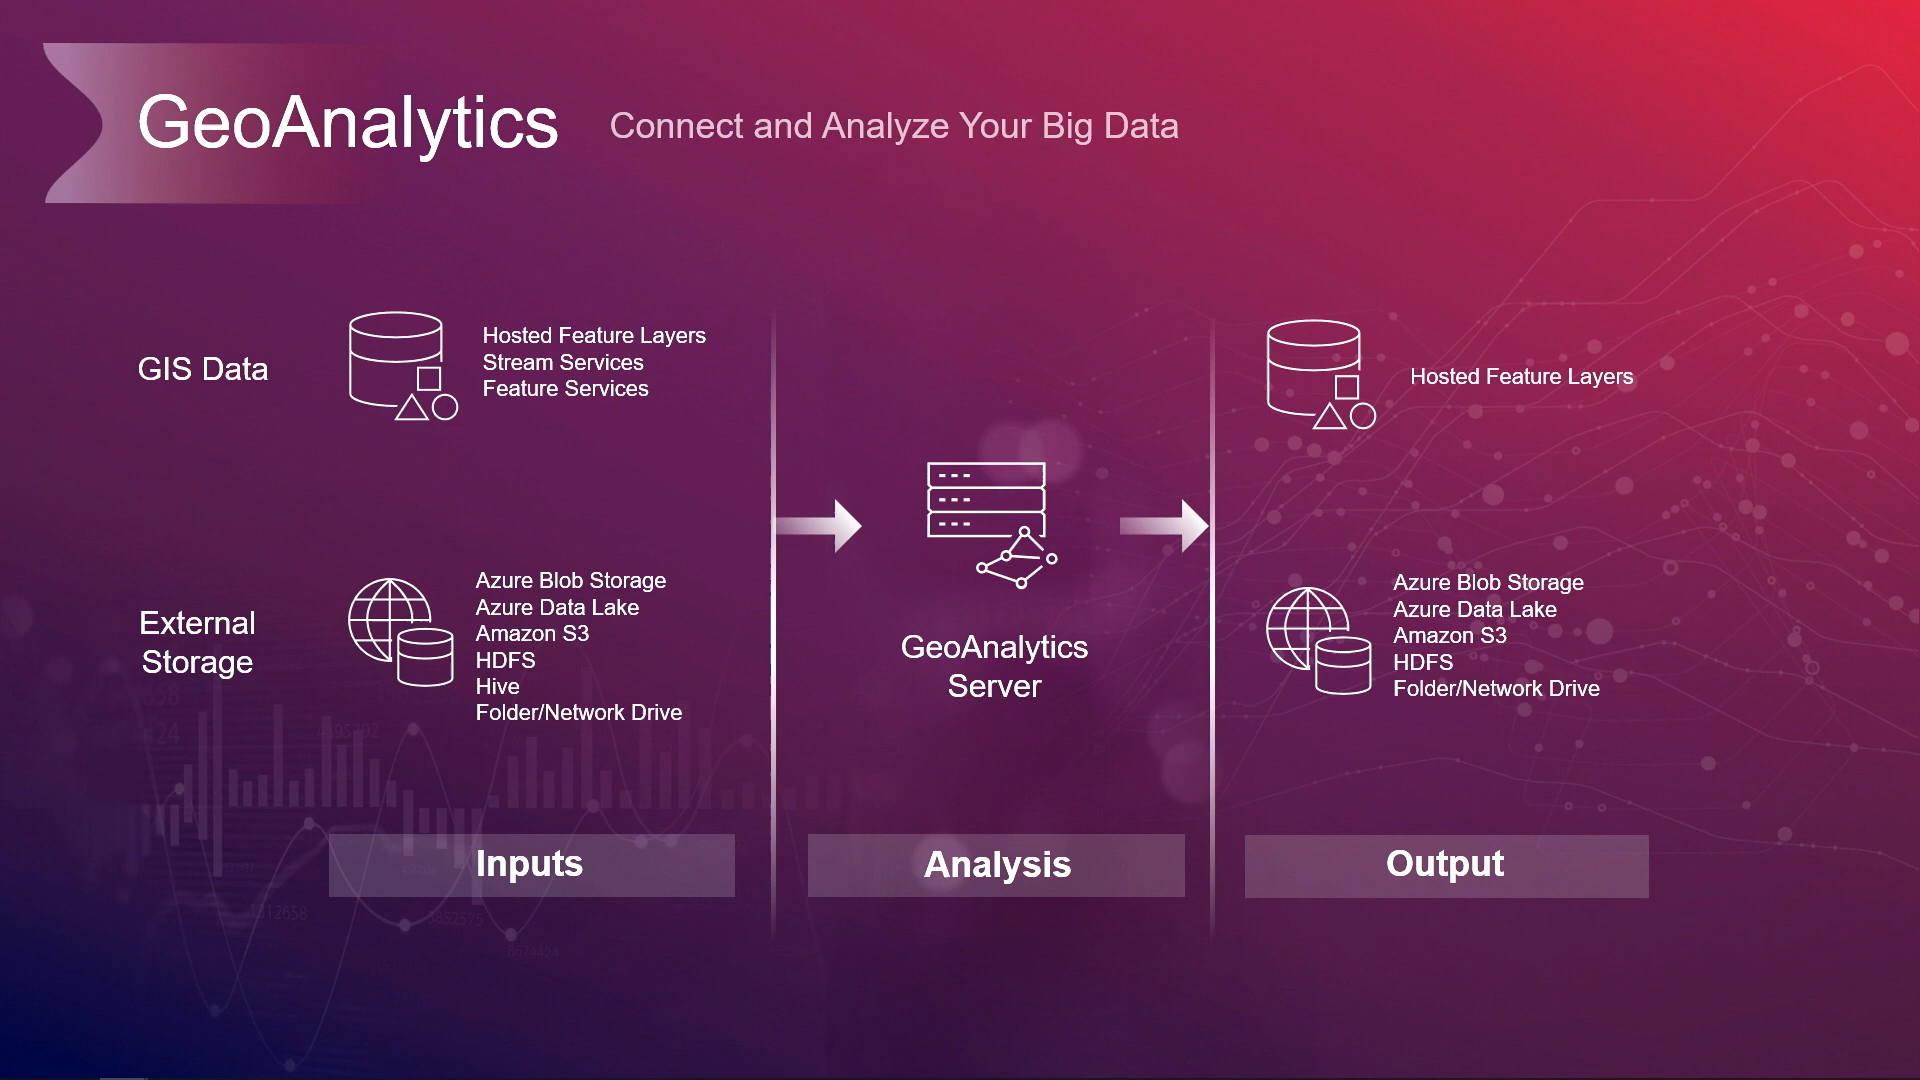 GeoAnalytics
Connect and Analyze Your Big Data
GIS Data
Hosted Feature Layers
Stream Services
Feature Services
External
Storage
Azure Blob Storage
Azure Data Lake
Amazon S3
HDFS
Hive
Folder/Network Drive
Inputs
GeoAnalytics
Server
Analysis
Hosted Feature Layers
Azure Blob Storage
Azure Data Lake
Amazon S3
HDFS
Folder/Network Drive
Output